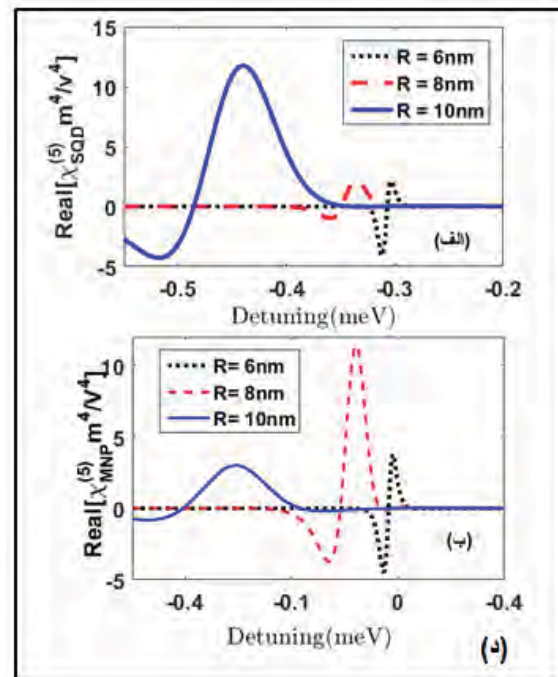 15
10
5
0
-5
Real[χ(5)SQD m4/v4]
R = 6nm
R = 8nm
R = 10nm
(الف)
-0.5 -0.4 -0.3 -0.2
Detuning(meV)
10
5
0
-5
Real[χ(5)MNP m4/V4]
R= 6nm
R= 8nm
R= 10nm
(ب)
-0.4 -0.1 0 -0.4
Detuning(meV)
(د)